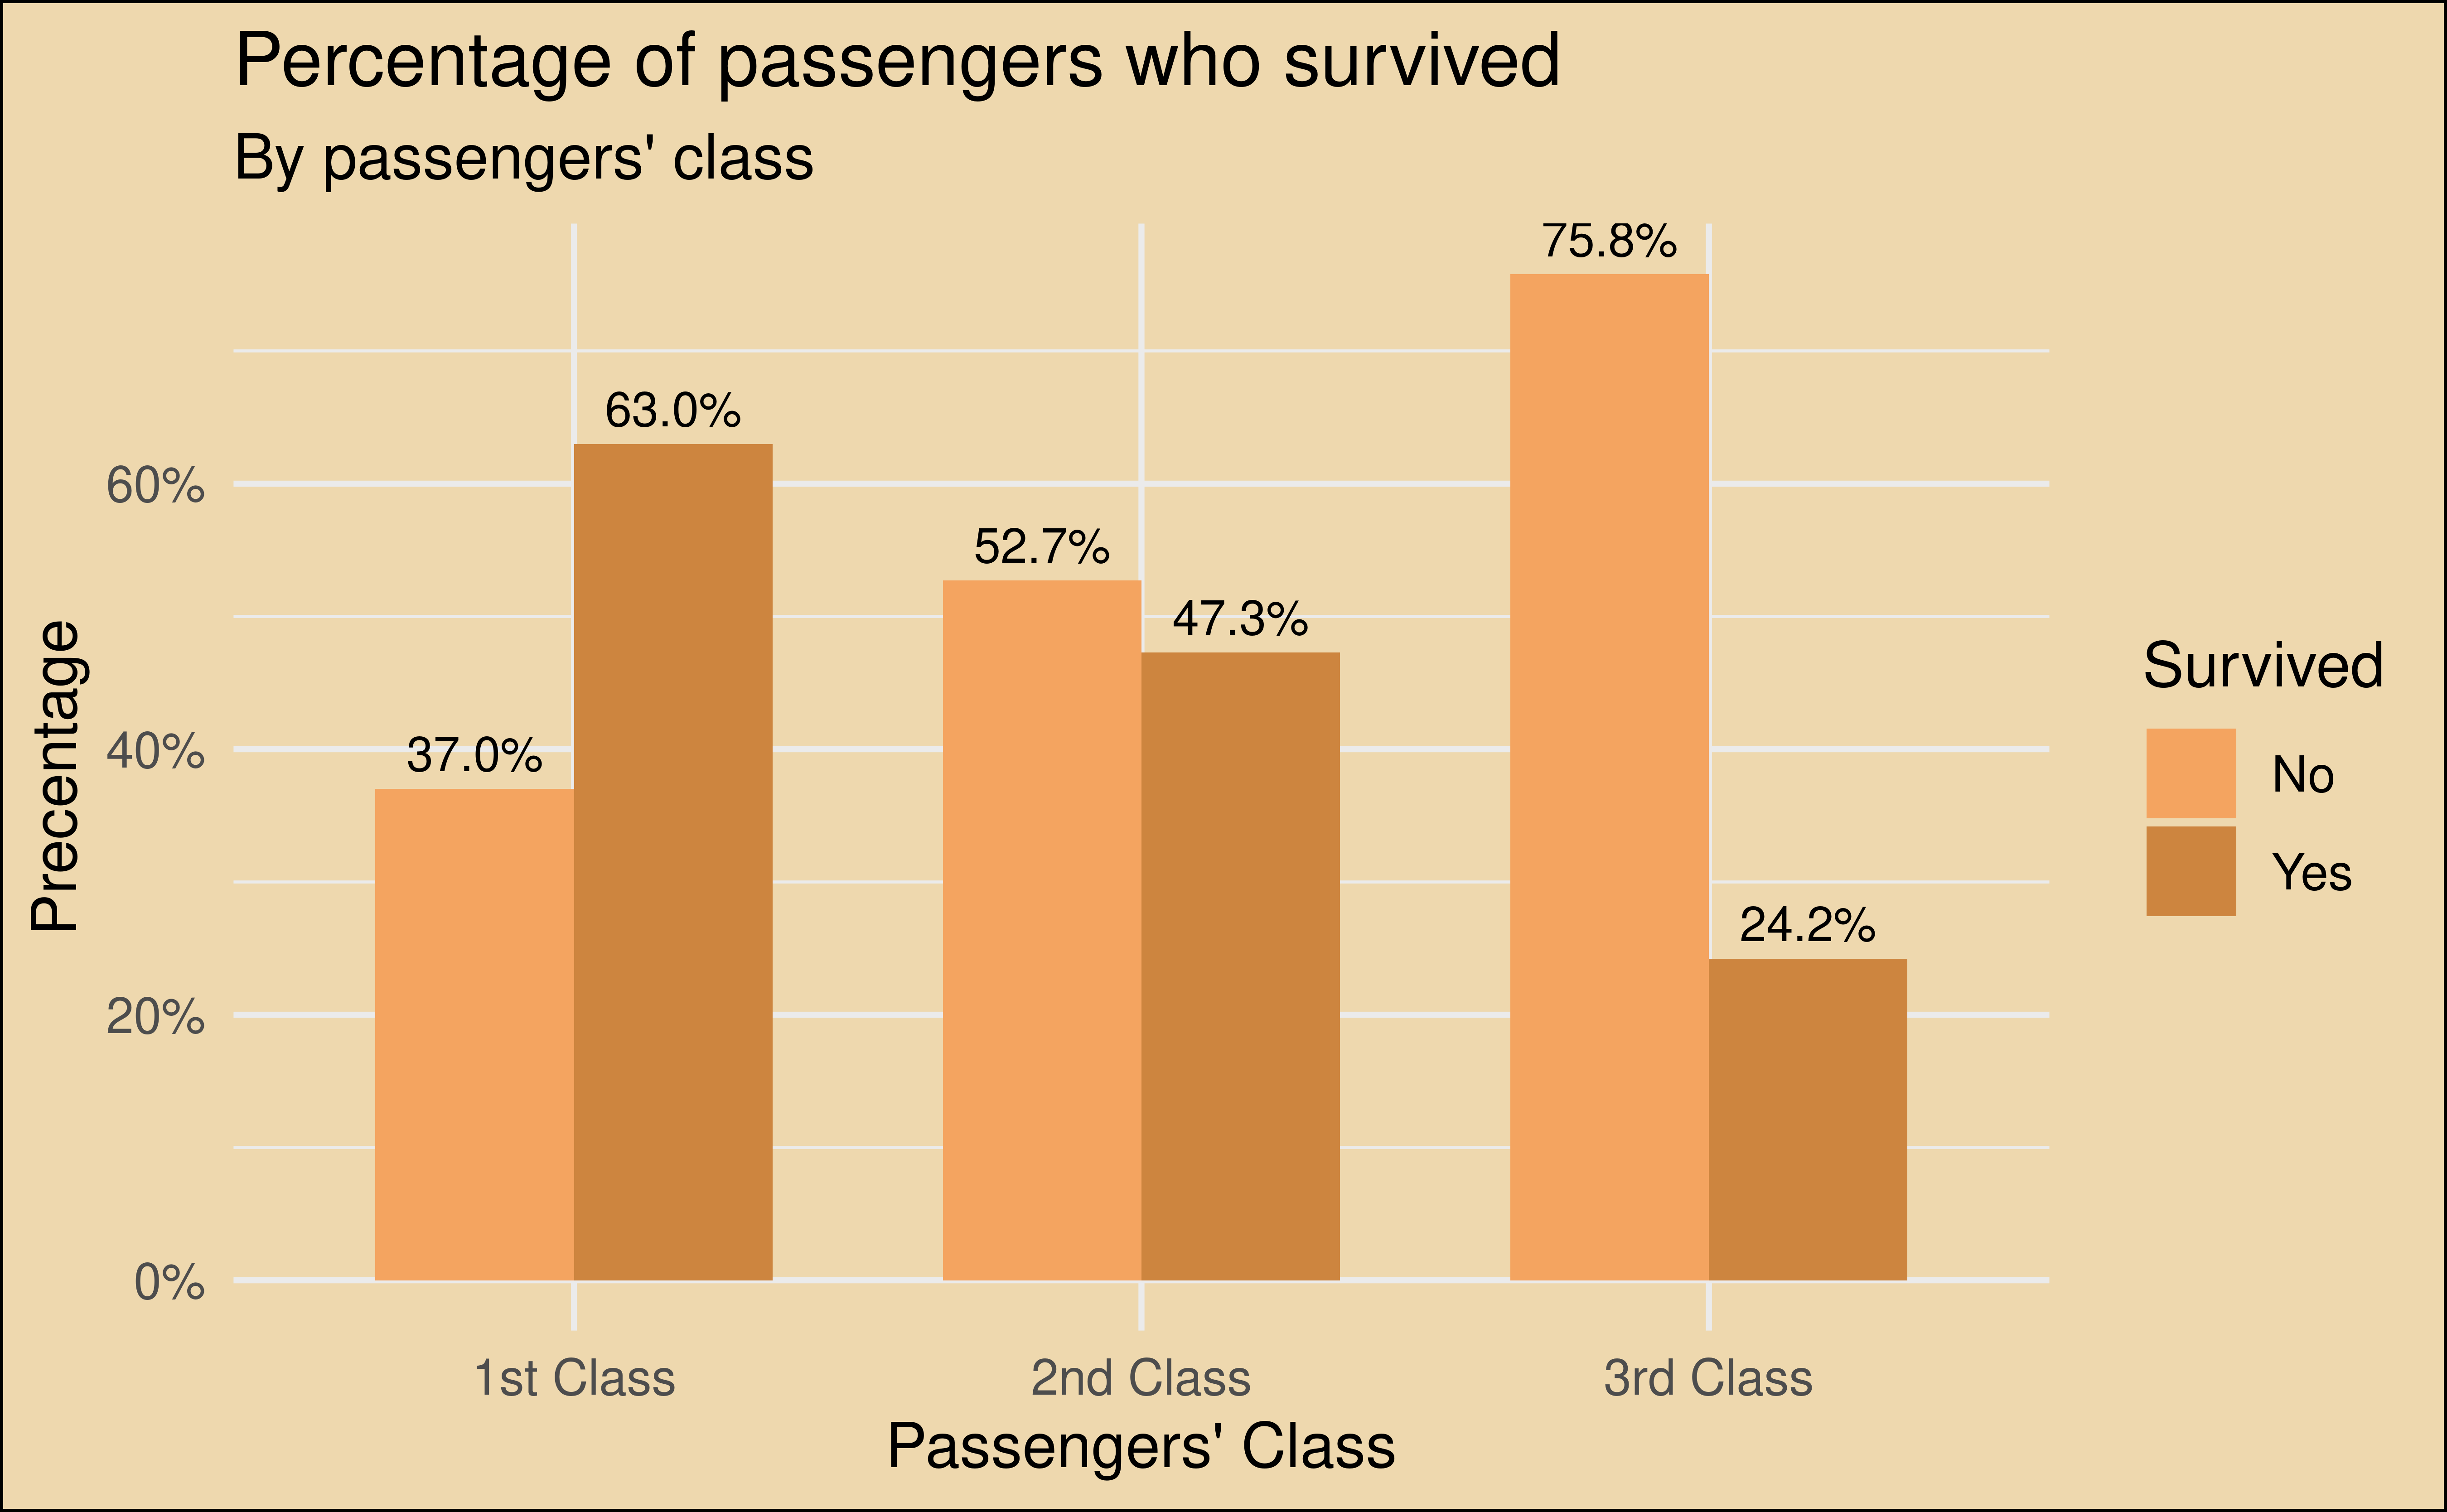 Percentage of passengers who survived
By passengers' class
75.8%
63.0%
60%
52.7%
47.3%
37.0%
40%
24.2%
20%
0%
Precentage
1st Class 2nd Class 3rd Class
Passengers' Class
Survived
No
Yes